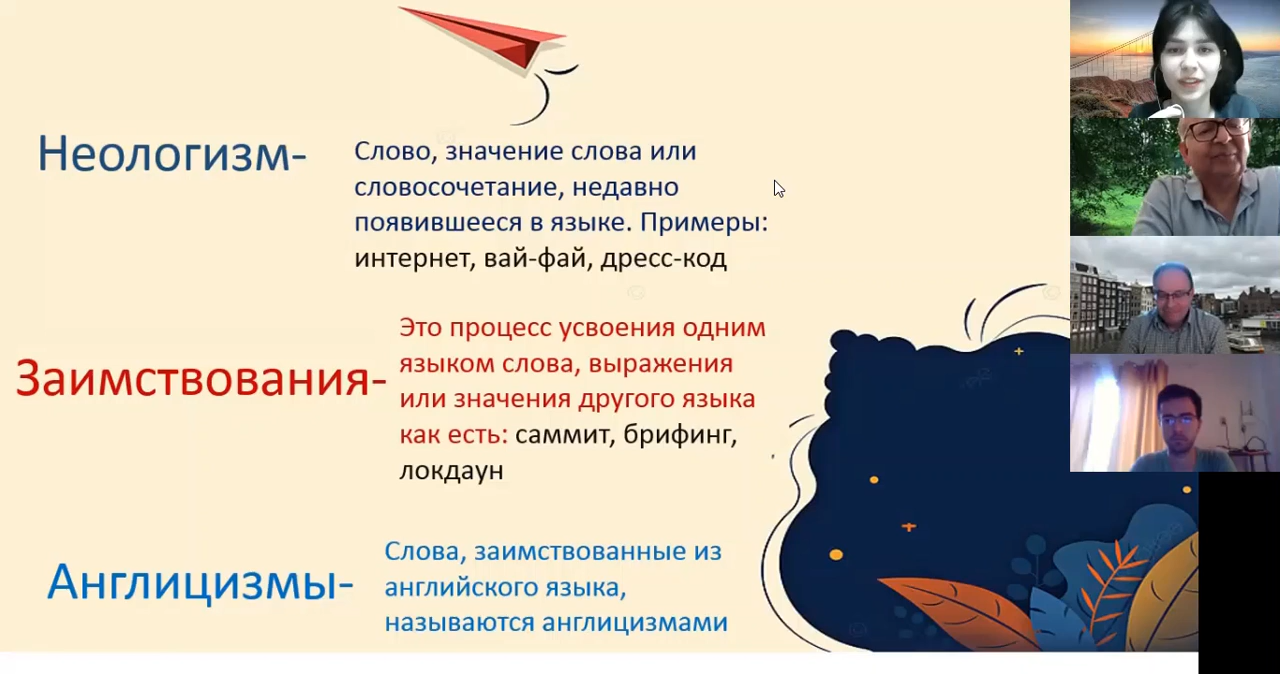 Неологизм-
Слово, значение слова или
словосочетание, недавно
появившееся в языке. Примеры:
интернет, вай-фай, дресс-код
Заимствования-
Это процесс усвоения одним
языком слова, выражения
или значения другого языка
как есть: саммит, брифинг,
локдаун
Англицизмы-
Слова, заимствованные из
английского языка,
называются англицизмами